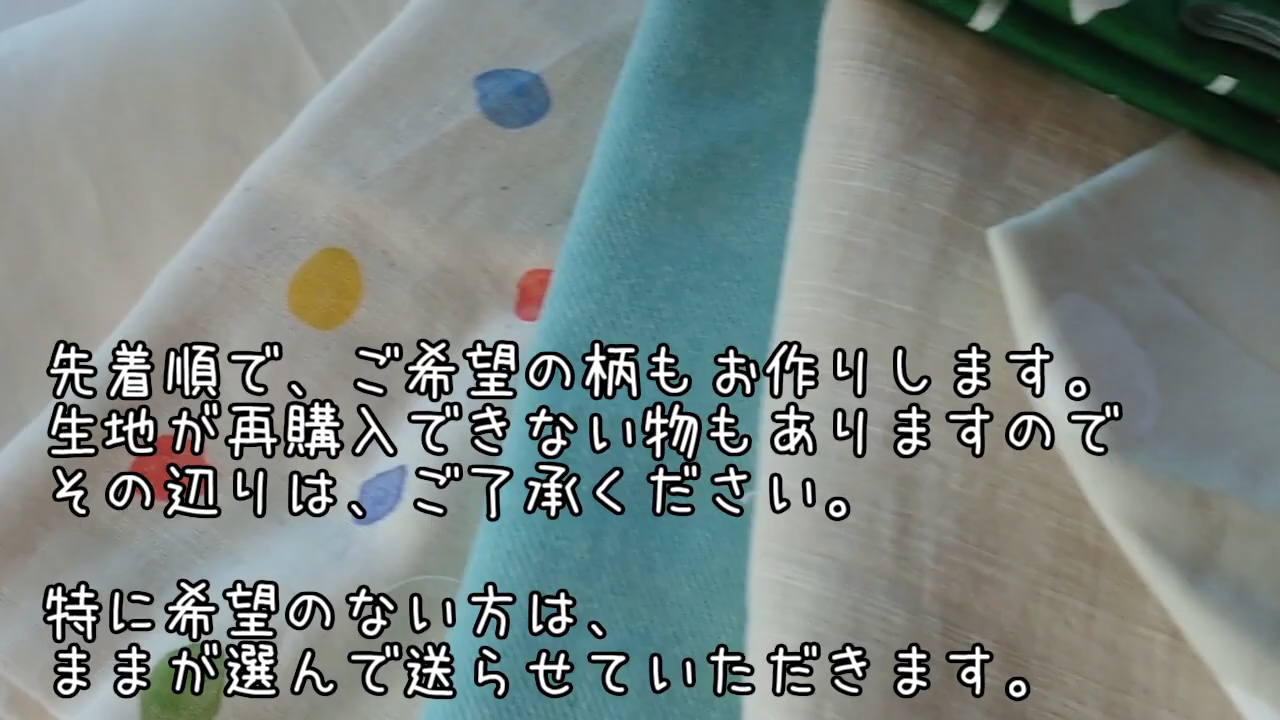 先着順で、ご希望の柄もお作りします。
生地が再購入できない物もありますので
その辺りは、ご了承ください。
特に希望のない方は、
ままが選んで送らせていただきます。